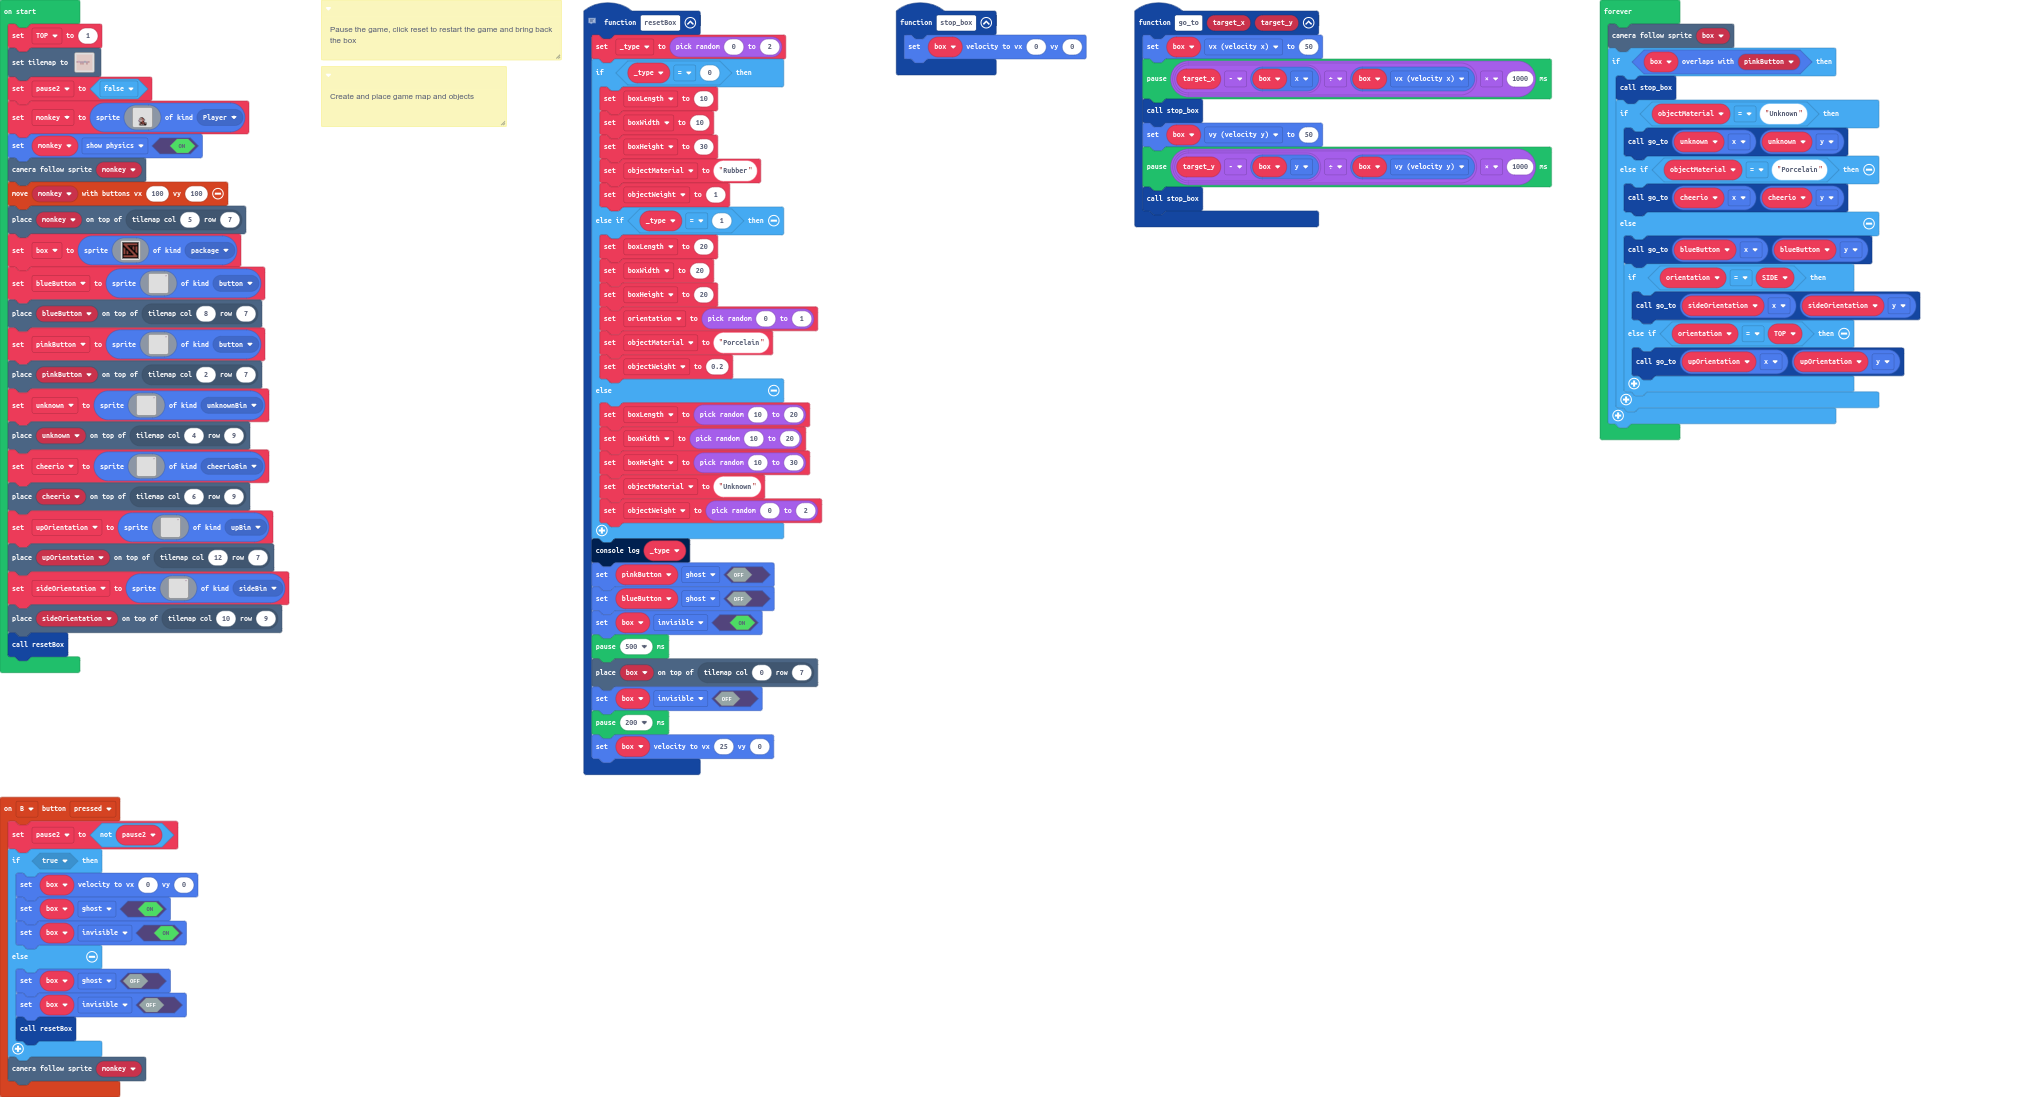 on start
set TOP to 1
set tilemap to
set pause2 to false
set monkey to sprite of kind Player
set monkey show physics ON
camera follow sprite monkey
move monkey with buttons vx 100 vy 100
place monkey on top of tilemap col 5 row 7
set box to sprite of kind package
set blueButton to sprite of kind button
place blueButton on top of tilemap col 8 row 7
set pinkButton to sprite of kind button
place pinkButton on top of tilemap col 2 row 7
set unknown to sprite of kind unknownBin
place unknown on top of tilemap col 4 row 9
set cheerio to sprite of kind cheerioBin
place cheerio on top of tilemap col 6 row 9
set upOrientation to sprite of kind upBin
place upOrientation on top of tilemap col 12 row 7
set sideOrientation to sprite of kind sideBin
place sideOrientation on top of tilemap col 10 row 9
call resetBox
Pause the game, click reset to restart the game and bring back
the box
Create and place game map and objects
function resetBox
set _type to pick random 0 to 2
if _type = 0 then
set boxLength to 10
set boxWidth to 10
set boxHeight to 30
set objectMaterial to "Rubber"
set objectWeight to 1
else if _type = 1 then
set boxLength to 20
set boxWidth to 20
set boxHeight to 20
set orientation to pick random 0 to 1
set objectMaterial to "Porcelain"
set objectWeight to 0.2
else
set boxLength to pick random 10 to 20
set boxWidth to pick random 10 to 20
set boxHeight to pick random 10 to 30
set objectMaterial to "Unknown"
set objectWeight to pick random 0 to 2
console log _type
set pinkButton ghost OFF
set blueButton ghost OFF
set box invisible ON
pause 500 ms
place box on top of tilemap col 0 row 7
set box invisible OFF
pause 200 ms
set box velocity to vx 25 vy 0
function stop_box
set box velocity to vx 0 vy 0
function go_to target_x target_y
set box vx (velocity x) to 50
pause target_x - box x ÷ box vx (velocity x) × 1000 ms
call stop_box
set box vy (velocity y) to 50
pause target_y - box y ÷ box vy (velocity y) × 1000 ms
call stop_box
forever
camera follow sprite box
if box overlaps with pinkButton then
call stop_box
if objectMaterial = "Unknown" then
call go_to unknown x unknown y
else if objectMaterial = "Porcelain" then
call go_to cheerio x cheerio y
else
call go_to blueButton x blueButton y
if orientation = SIDE then
call go_to sideOrientation x sideOrientation y
else if orientation = TOP then
call go_to upOrientation x upOrientation y
on B button pressed
set pause2 to not pause2
if true then
set box velocity to vx 0 vy 0
set box ghost ON
set box invisible ON
else
set box ghost OFF
set box invisible OFF
call resetBox
camera follow sprite monkey